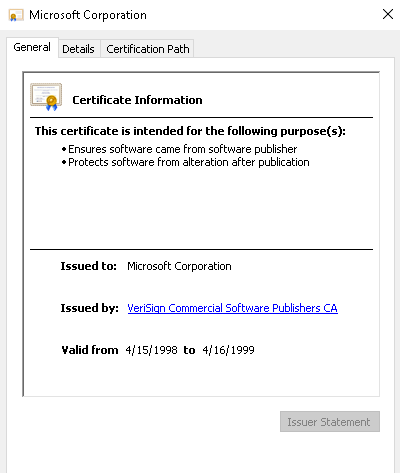 Microsoft Corporation
General Details Certification Path
Certificate Information
This certificate is intended for the following purpose(s):
• Ensures software came from software publisher
• Protects software from alteration after publication
Issued to: Microsoft Corporation
Issued by: VeriSign Commercial Software Publishers CA
Valid from 4/15/1998 to 4/16/1999
Issuer Statement